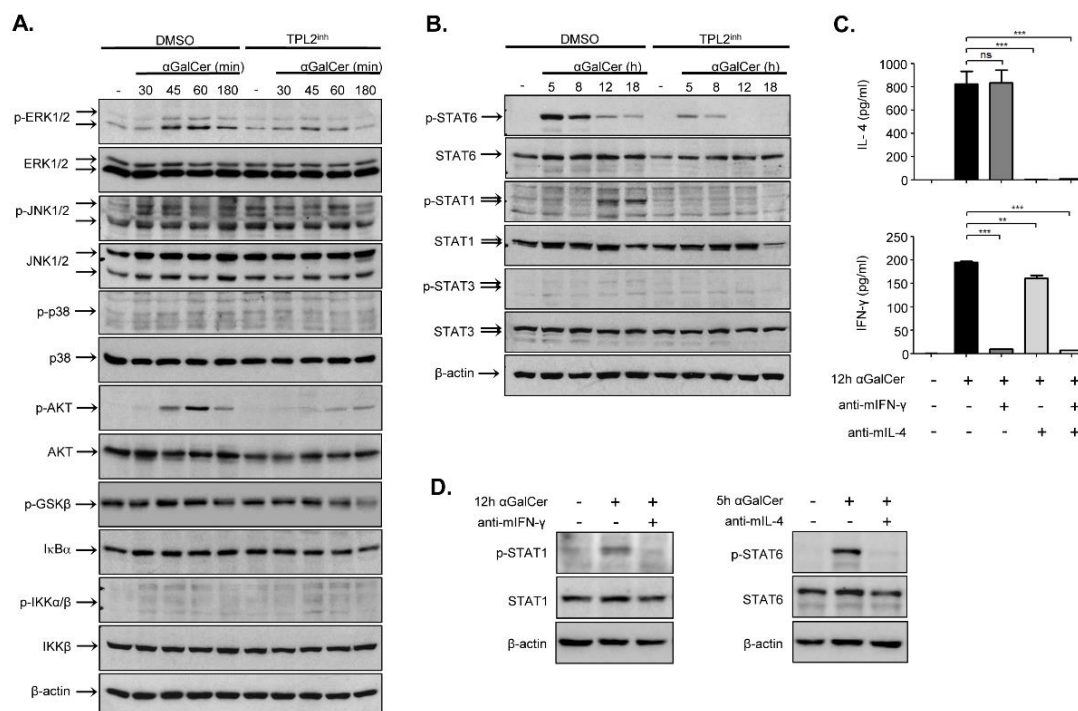 A.
DMSO TPL2inh
αGalCer (min) αGalCer (min)
- 30 45 60 180 - 30 45 60 180
p-ERK1/2
ERK1/2
p-JNK1/2
JNK1/2
p-p38
p38
p-AKT
AKT
p-GSKβ
IκBα
p-IKKα/β
IKKβ
β-actin
B.
DMSO TPL2inh
αGalCer (h) αGalCer (h)
- 5 8 12 18 - 5 8 12 18
p-STAT6
STAT6
p-STAT1
STAT1
p-STAT3
STAT3
β-actin
C.
***
***
ns
IL- 4 (pg/ml)
1000
800
600
400
200
0
***
**
***
IFN-γ (pg/ml)
200
150
100
50
0
12h αGalCer - + + + +
anti-mIFN-γ - - + - +
anti-mIL-4 - - - + +
D.
12h αGalCer - + +
anti-mIFN-γ - - +
p-STAT1
STAT1
β-actin
5h αGalCer - + +
anti-mIL-4 - - +
p-STAT6
STAT6
β-actin